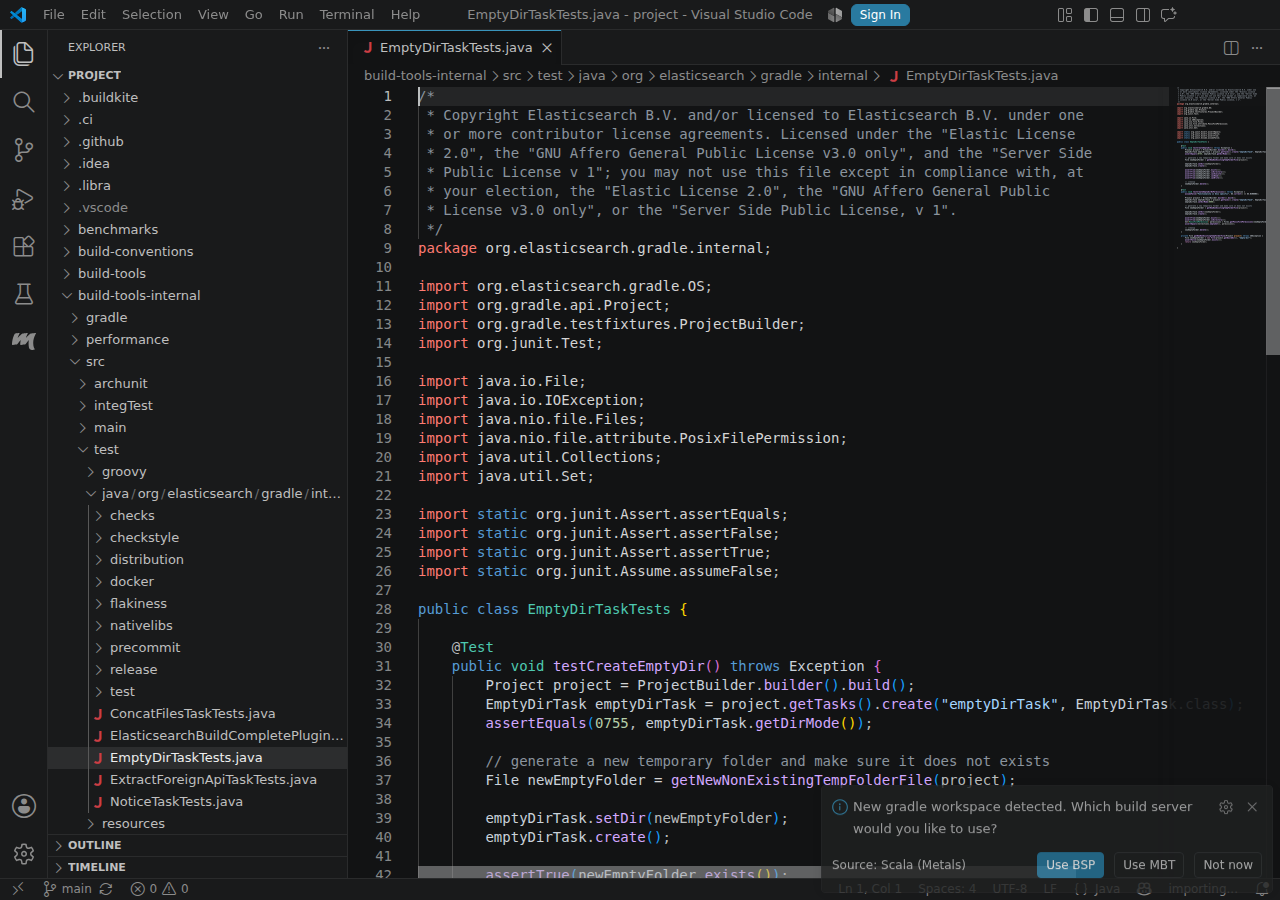 File Edit Selection View Go Run Terminal Help
EmptyDirTaskTests.java - project - Visual Studio Code
Sign In
EXPLORER
PROJECT
.buildkite
.ci
.github
.idea
.libra
.vscode
benchmarks
build-conventions
build-tools
build-tools-internal
gradle
performance
src
archunit
integTest
main
test
groovy
java/org/elasticsearch/gradle/int...
checks
checkstyle
distribution
docker
flakiness
nativelibs
precommit
release
test
ConcatFilesTaskTests.java
ElasticsearchBuildCompletePlugin...
EmptyDirTaskTests.java
ExtractForeignApiTaskTests.java
NoticeTaskTests.java
resources
OUTLINE
TIMELINE
EmptyDirTaskTests.java
build-tools-internal > src > test > java > org > elasticsearch > gradle > internal > EmptyDirTaskTests.java
1 /*
2  * Copyright Elasticsearch B.V. and/or licensed to Elasticsearch B.V. under one
3  * or more contributor license agreements. Licensed under the "Elastic License
4  * 2.0", the "GNU Affero General Public License v3.0 only", and the "Server Side
5  * Public License v 1"; you may not use this file except in compliance with, at
6  * your election, the "Elastic License 2.0", the "GNU Affero General Public
7  * License v3.0 only", or the "Server Side Public License, v 1".
8  */
9 package org.elasticsearch.gradle.internal;
10
11 import org.elasticsearch.gradle.OS;
12 import org.gradle.api.Project;
13 import org.gradle.testfixtures.ProjectBuilder;
14 import org.junit.Test;
15
16 import java.io.File;
17 import java.io.IOException;
18 import java.nio.file.Files;
19 import java.nio.file.attribute.PosixFilePermission;
20 import java.util.Collections;
21 import java.util.Set;
22
23 import static org.junit.Assert.assertEquals;
24 import static org.junit.Assert.assertFalse;
25 import static org.junit.Assert.assertTrue;
26 import static org.junit.Assume.assumeFalse;
27
28 public class EmptyDirTaskTests {
29
30     @Test
31     public void testCreateEmptyDir() throws Exception {
32         Project project = ProjectBuilder.builder().build();
33         EmptyDirTask emptyDirTask = project.getTasks().create("emptyDirTask", EmptyDirTask.class);
34         assertEquals(0755, emptyDirTask.getDirMode());
35
36         // generate a new temporary folder and make sure it does not exists
37         File newEmptyFolder = getNewNonExistingTempFolderFile(project);
38
39         emptyDirTask.setDir(newEmptyFolder);
40         emptyDirTask.create();
41
42         assertTrue(newEmptyFolder.exists());
New gradle workspace detected. Which build server
would you like to use?
Source: Scala (Metals)
Use BSP
Use MBT
Not now
main
0
0
Ln 1, Col 1
Spaces: 4
UTF-8
LF
{ } Java
importing...